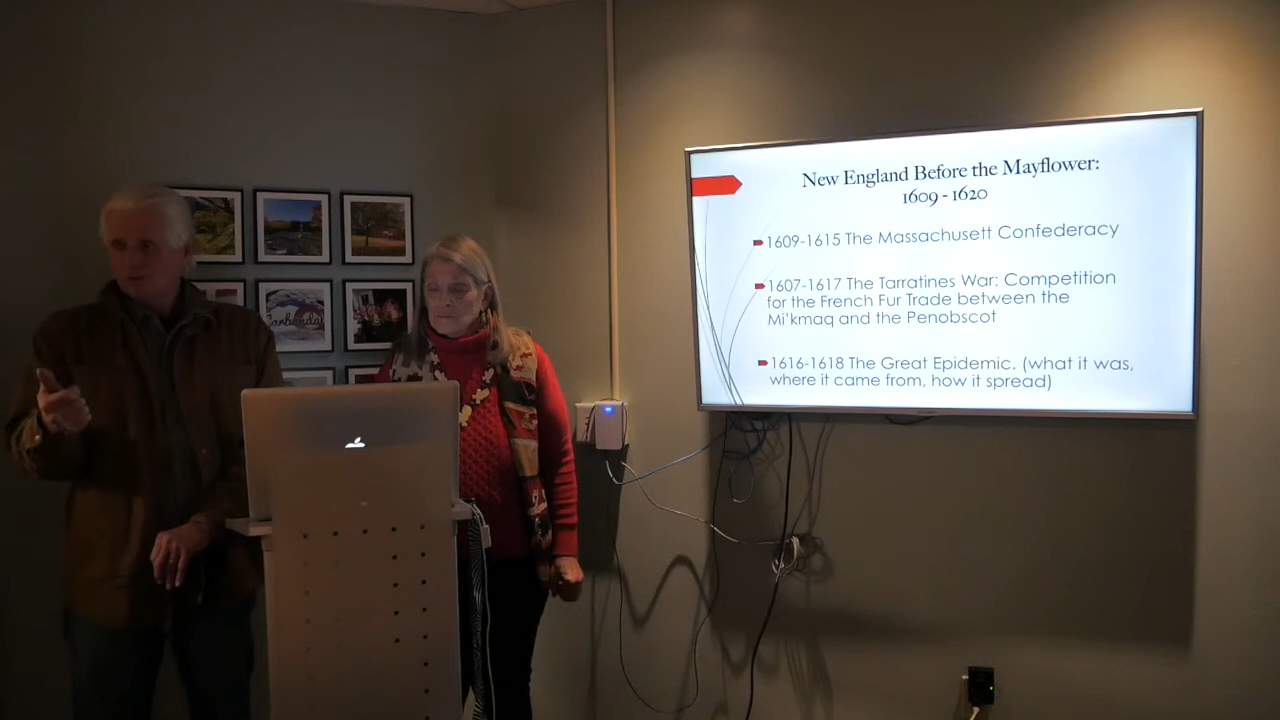 New England Before the Mayflower:
1609 - 1620
1609-1615 The Massachusett Confederacy
1607-1617 The Tarratines War: Competition
for the French Fur Trade between the
Mi'kmaq and the Penobscot
1616-1618 The Great Epidemic. (what it was,
where it came from, how it spread)